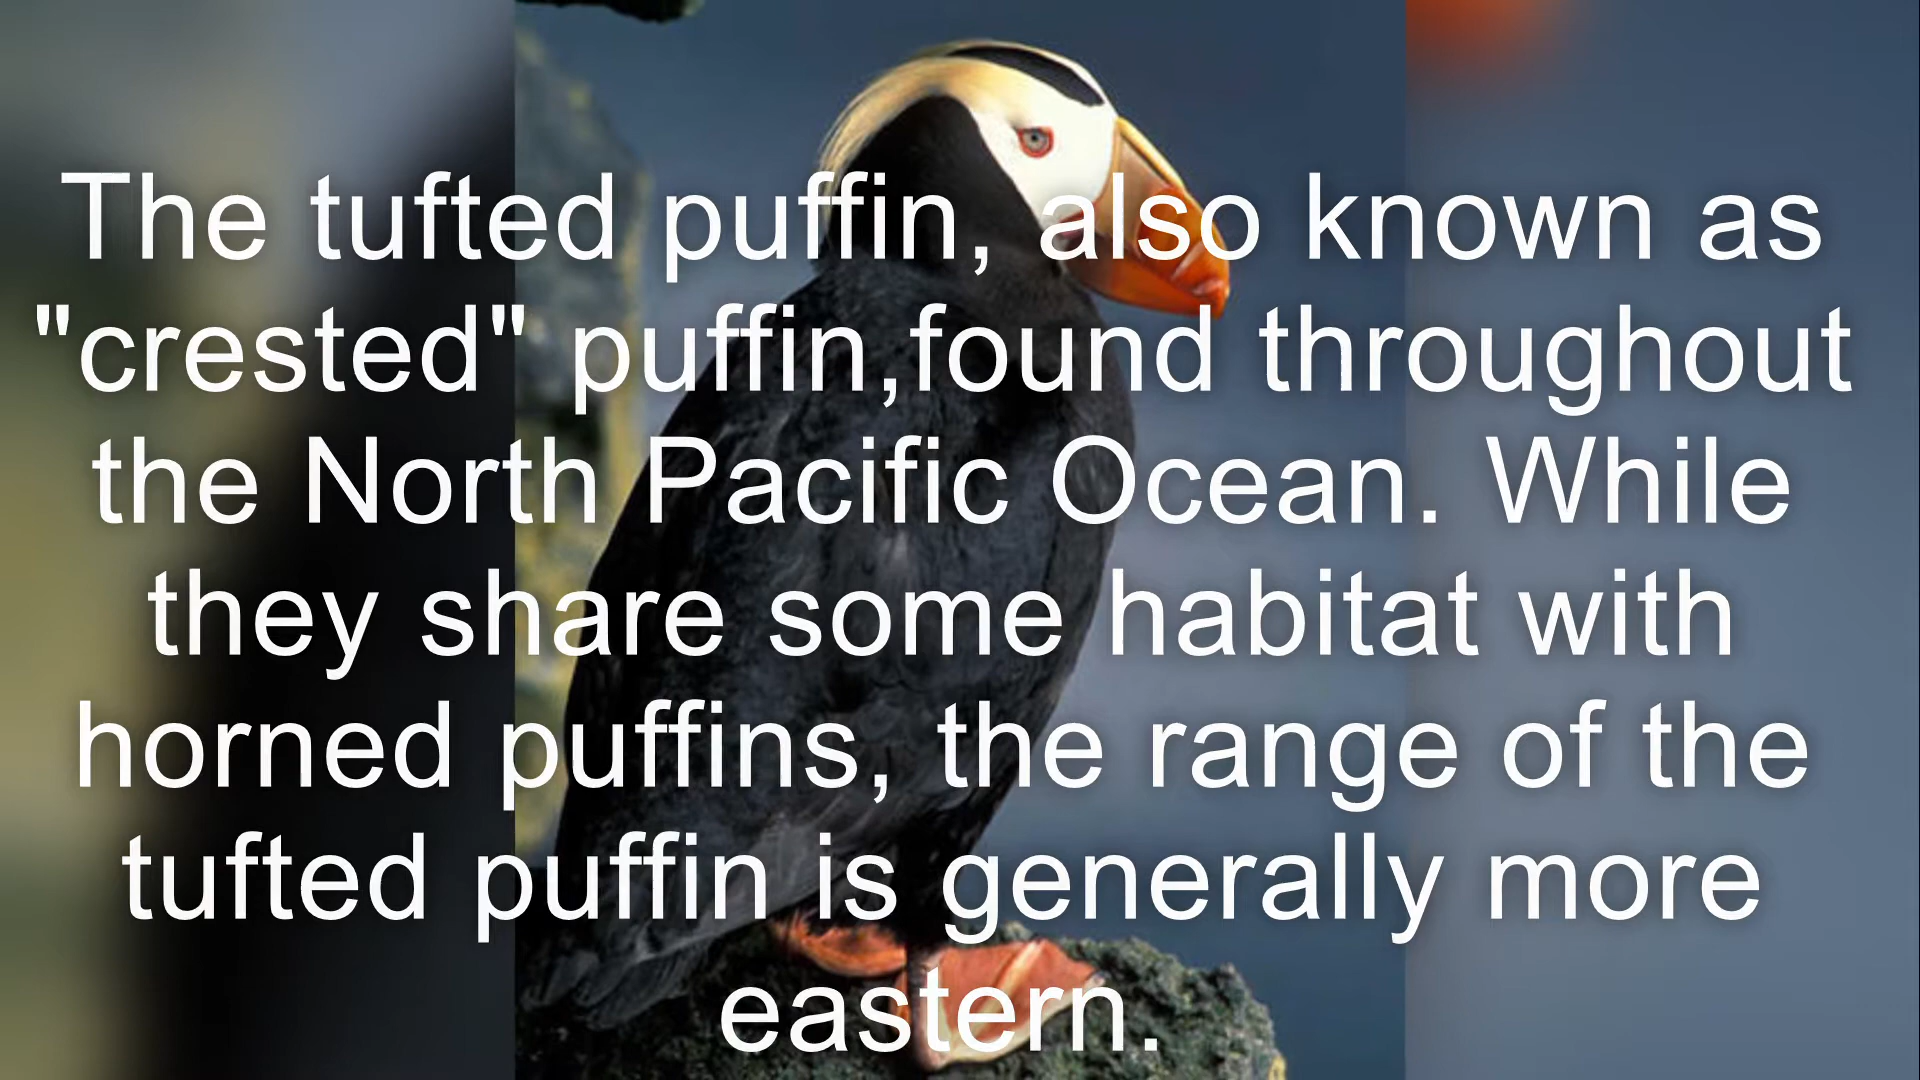 The tufted puffin, also known as
"crested" puffin,found throughout
the North Pacific Ocean. While
they share some habitat with
horned puffins, the range of the
tufted puffin is generally more
eastern.